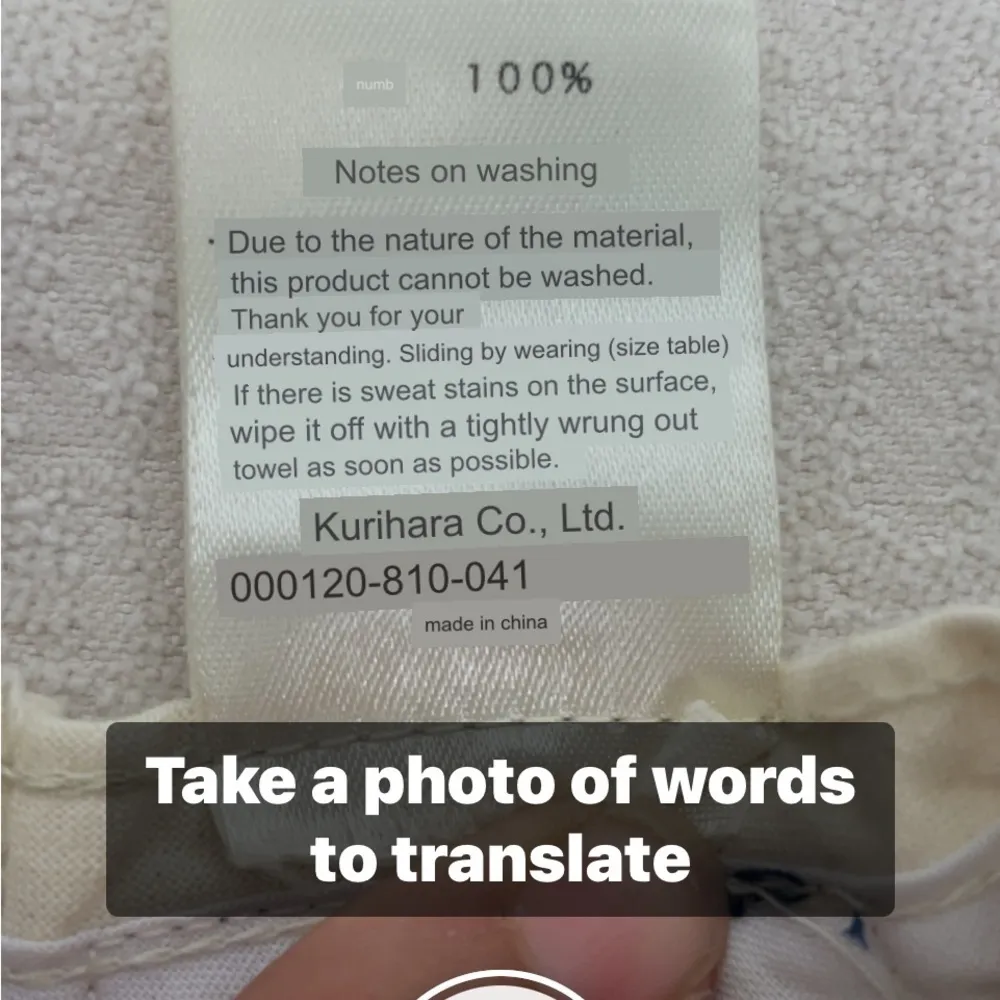 numb 100%
Notes on washing
· Due to the nature of the material,
this product cannot be washed.
Thank you for your
understanding. Sliding by wearing (size table)
If there is sweat stains on the surface,
wipe it off with a tightly wrung out
towel as soon as possible.
Kurihara Co., Ltd.
000120-810-041
made in china
Take a photo of words
to translate